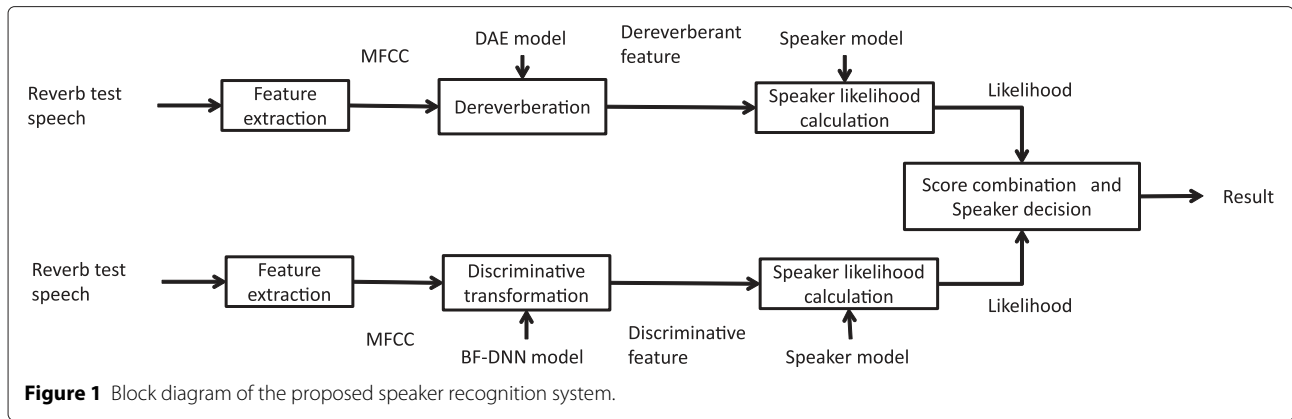 MFCC
DAE model
Dereverberant
feature
Speaker model
Reverb test
speech
Feature
extraction
Dereverberation
Speaker likelihood
calculation
Likelihood
Score combination and
Speaker decision
Result
Reverb test
speech
Feature
extraction
Discriminative
transformation
Speaker likelihood
calculation
Likelihood
MFCC
BF-DNN model
Discriminative
feature
Speaker model
Figure 1 Block diagram of the proposed speaker recognition system.